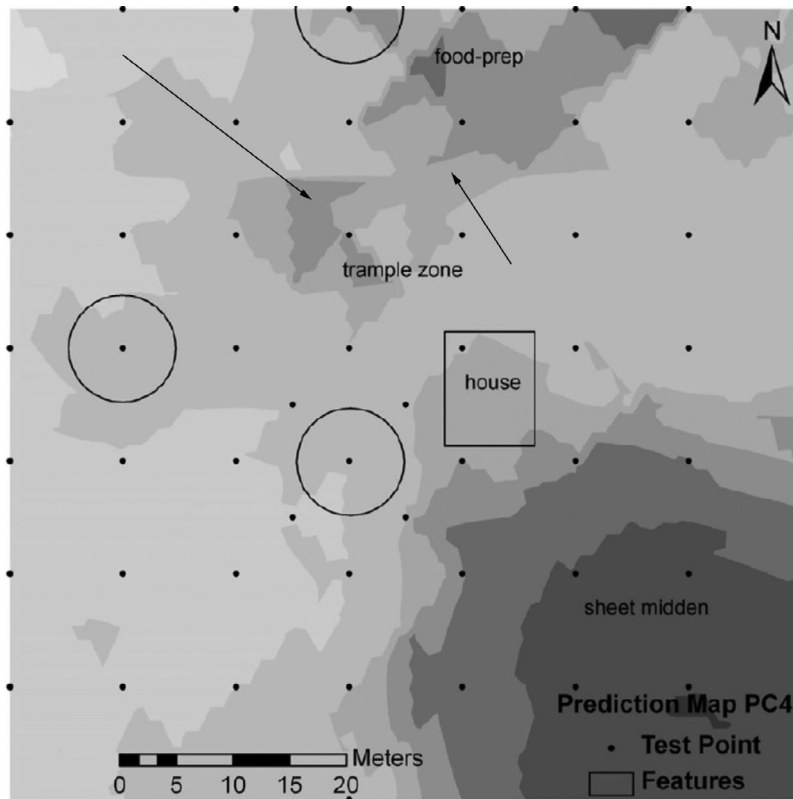 N
food-prep
trample zone
house
sheet midden
Prediction Map PC4
Test Point
Features
Meters
0 5 10 15 20